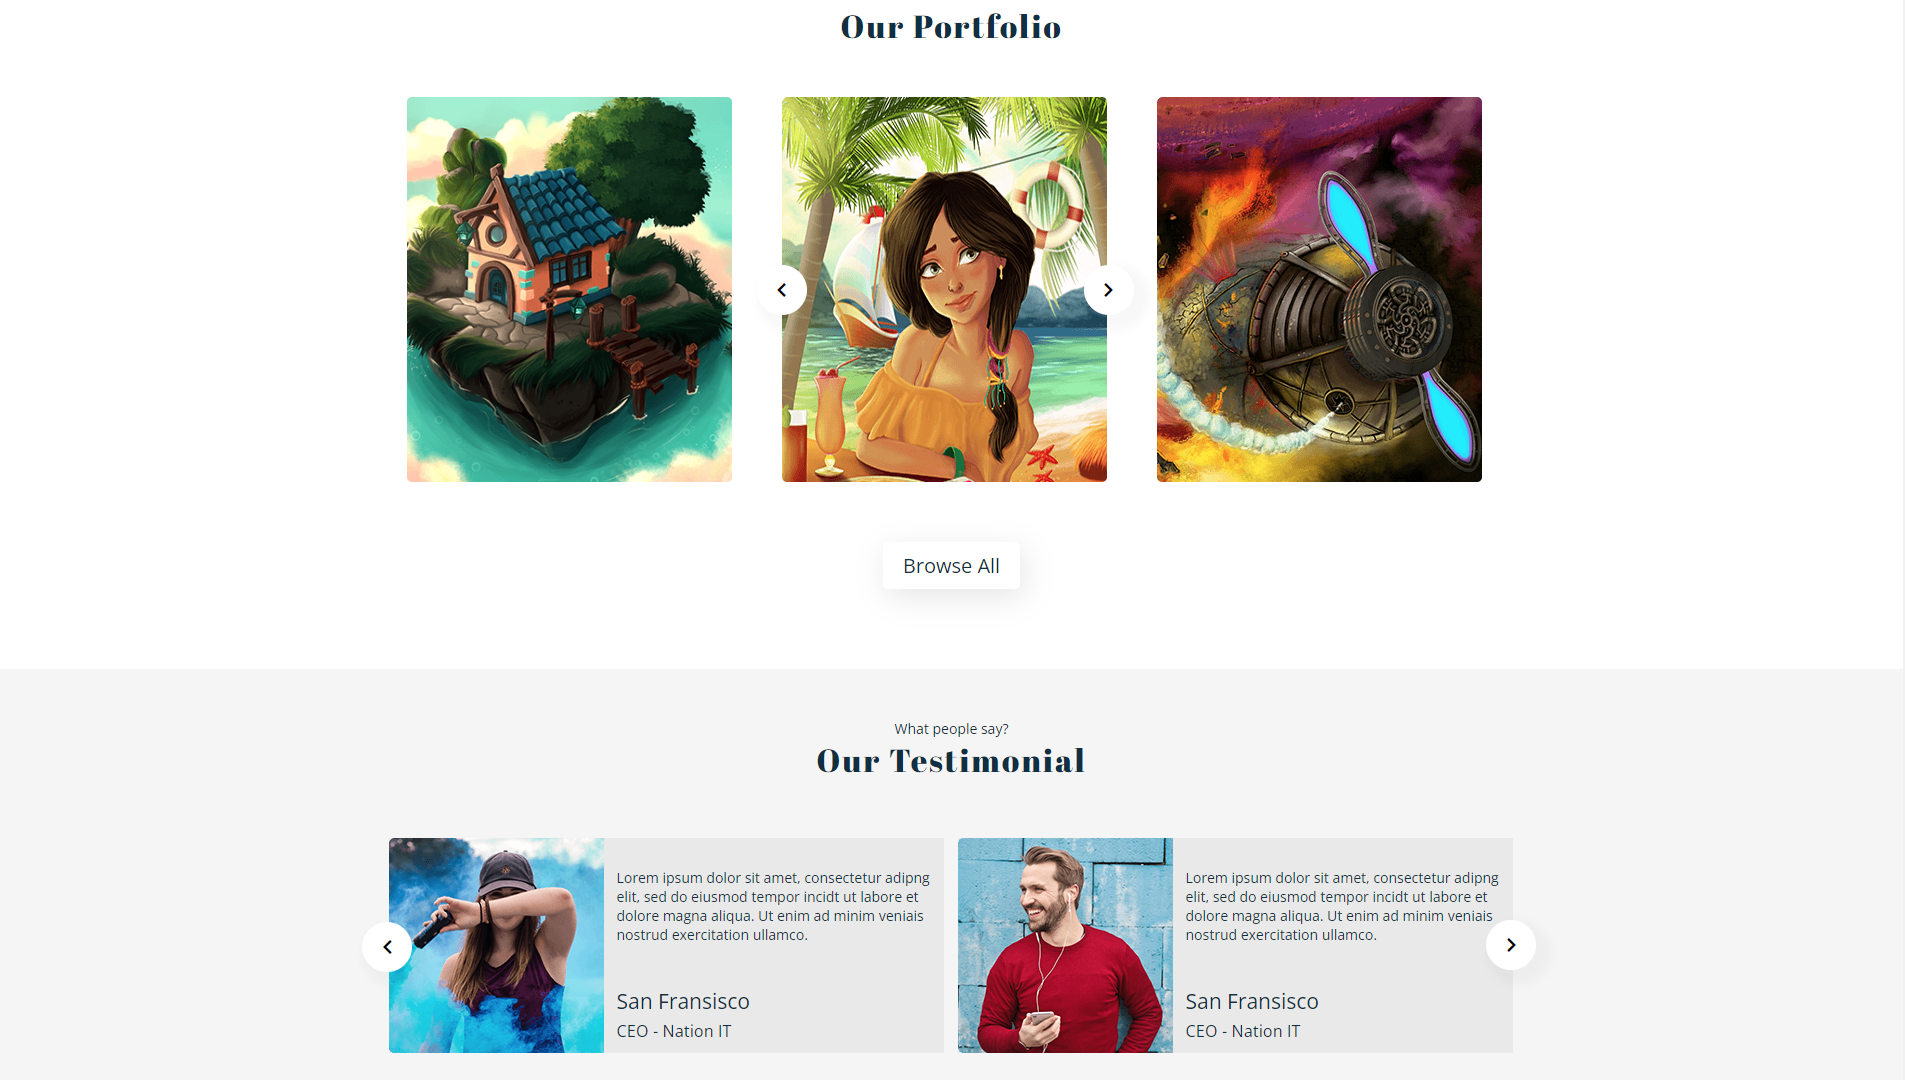 Our Portfolio
Browse All
What people say?
Our Testimonial
Lorem ipsum dolor sit amet, consectetur adipng
elit, sed do eiusmod tempor incidt ut labore et
dolore magna aliqua. Ut enim ad minim veniais
nostrud exercitation ullamco.
San Fransisco
CEO - Nation IT
Lorem ipsum dolor sit amet, consectetur adipng
elit, sed do eiusmod tempor incidt ut labore et
dolore magna aliqua. Ut enim ad minim veniais
nostrud exercitation ullamco.
San Fransisco
CEO - Nation IT